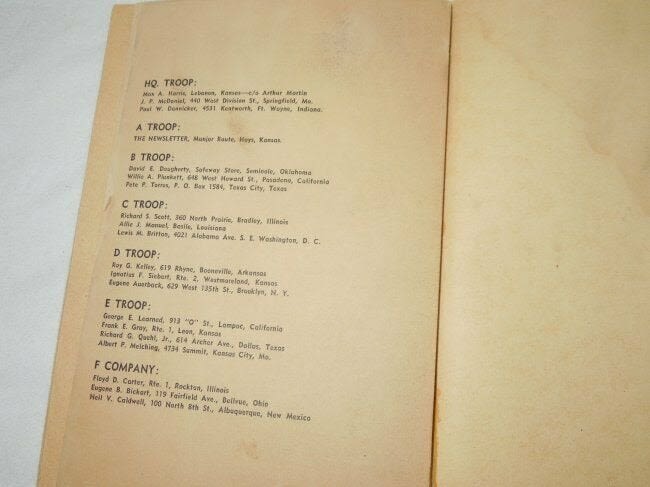 HQ. TROOP:
Max A. Harris, Lebanon, Kansas—c/o Arthur Martin
J. P. McDaniel, 440 West Division St., Springfield, Mo.
Paul W. Dannicker, 4531 Kentworth, Ft. Wayne, Indiana.
A TROOP:
THE NEWSLETTER, Manjor Route, Hays, Kansas.
B TROOP:
David E. Daugherty, Safeway Store, Seminole, Oklahoma
Willie A. Plunkett, 648 West Howard St., Pasadena, California
Pete P. Torres, P. O. Box 1584, Texas City, Texas
C TROOP:
Richard S. Scott, 360 North Prairie, Bradley, Illinois
Allie J. Manuel, Basile, Louisiana
Lewis M. Britton, 4021 Alabama Ave. S. E. Washington, D. C.
D TROOP:
Roy G. Kelley, 619 Rhyne, Booneville, Arkansas
Ignatius F. Siebert, Rte. 2, Westmoreland, Kansas
Eugene Auerback, 629 West 135th St., Brooklyn, N. Y.
E TROOP:
George E. Learned, 913 "O" St., Lompoc, California
Frank E. Gray, Rte. 1, Leon, Kansas
Richard G. Quehl, Jr., 614 Archer Ave., Dallas, Texas
Albert P. Melching, 4734 Summit, Kansas City, Mo.
F COMPANY:
Floyd D. Carter, Rte. 1, Rockton, Illinois
Eugene B. Bickart, 119 Fairfield Ave., Bellvue, Ohio
Neil V. Caldwell, 100 North 8th St., Albuquerque, New Mexico